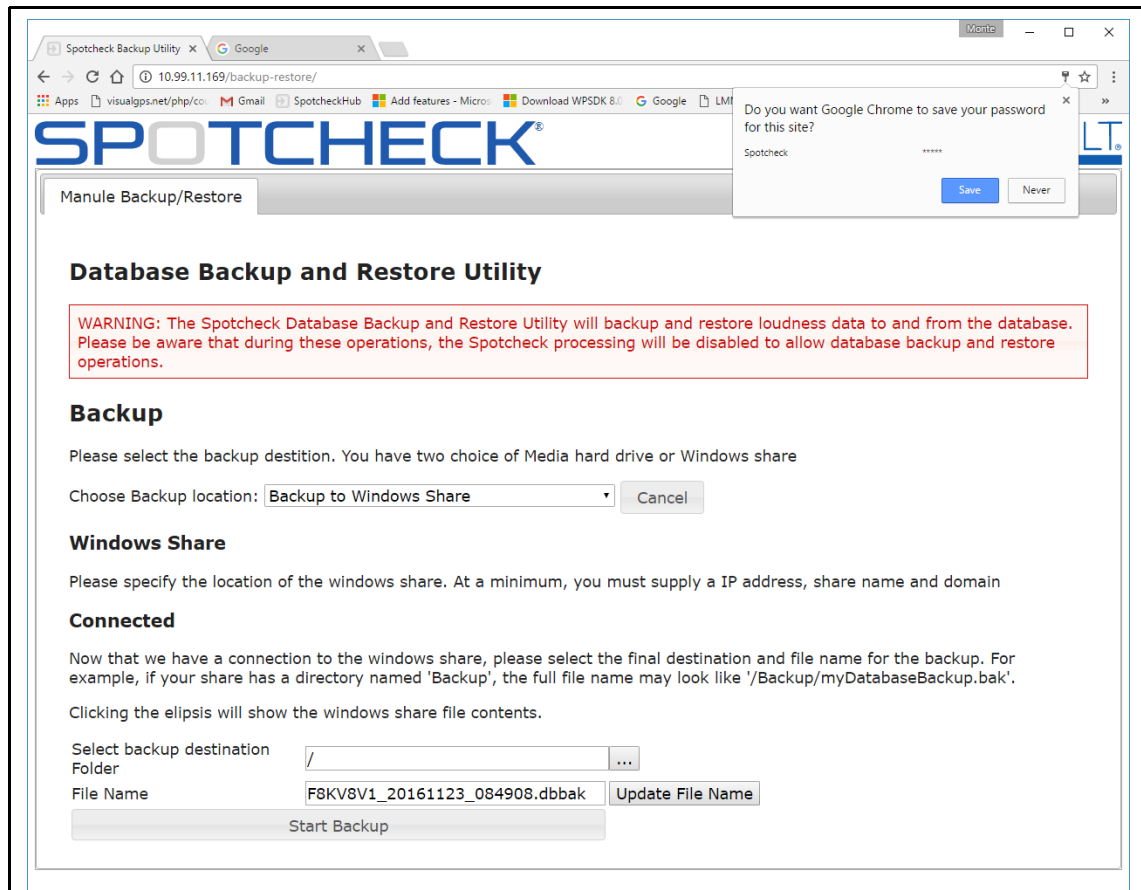 Monte
Spotcheck Backup Utility
Google
10.99.11.169/backup-restore/
Apps visualgps.net/php/cou Gmail SpotcheckHub Add features - Micros Download WPSDK 8.0 Google LMI »
Do you want Google Chrome to save your password
for this site?
Spotcheck *****
Save Never
SPOTCHECK®
LT®
Manule Backup/Restore
Database Backup and Restore Utility
WARNING: The Spotcheck Database Backup and Restore Utility will backup and restore loudness data to and from the database.
Please be aware that during these operations, the Spotcheck processing will be disabled to allow database backup and restore
operations.
Backup
Please select the backup destition. You have two choice of Media hard drive or Windows share
Choose Backup location: Backup to Windows Share Cancel
Windows Share
Please specify the location of the windows share. At a minimum, you must supply a IP address, share name and domain
Connected
Now that we have a connection to the windows share, please select the final destination and file name for the backup. For
example, if your share has a directory named 'Backup', the full file name may look like '/Backup/myDatabaseBackup.bak'.
Clicking the elipsis will show the windows share file contents.
Select backup destination
Folder
/ ...
File Name F8KV8V1_20161123_084908.dbbak Update File Name
Start Backup